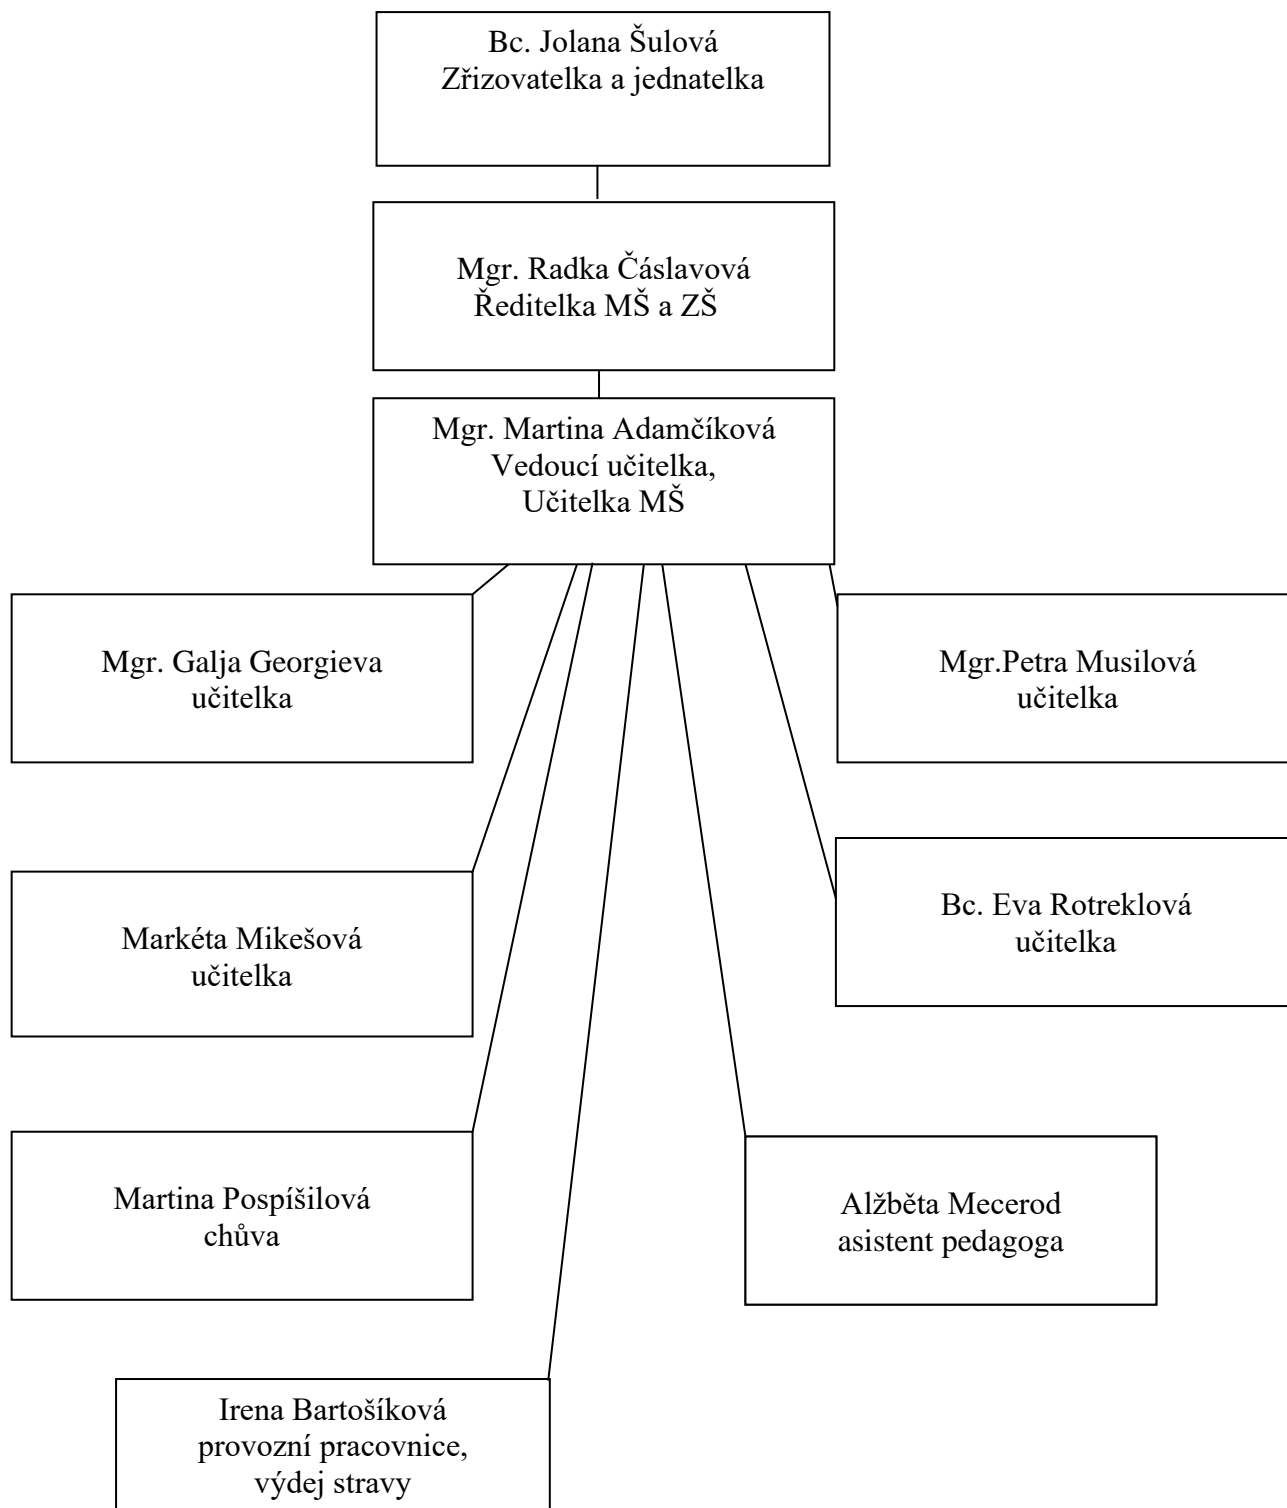 Bc. Jolana Šulová
Zřizovatelka a jednatelka
Mgr. Radka Čáslavová
Ředitelka MŠ a ZŠ
Mgr. Martina Adamčíková
Vedoucí učitelka,
Učitelka MŠ
Mgr. Galja Georgieva
učitelka
Mgr.Petra Musilová
učitelka
Markéta Mikešová
učitelka
Bc. Eva Rotreklová
učitelka
Martina Pospíšilová
chůva
Alžběta Mecerod
asistent pedagoga
Irena Bartošíková
provozní pracovnice,
výdej stravy